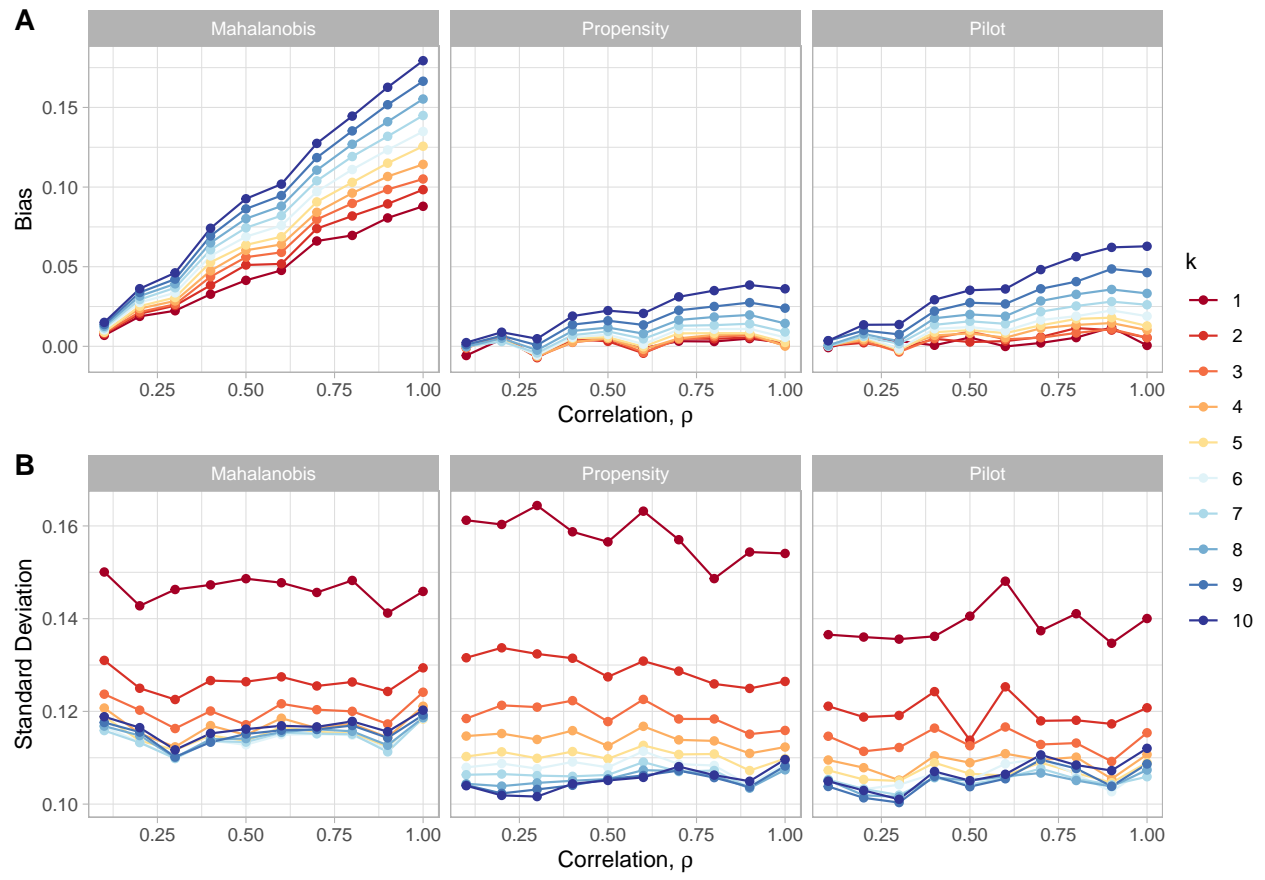 A
Mahalanobis Propensity Pilot
Bias
0.15
0.10
0.05
0.00
0.25 0.50 0.75 1.00 0.25 0.50 0.75 1.00 0.25 0.50 0.75 1.00
Correlation, ρ
B
Mahalanobis Propensity Pilot
Standard Deviation
0.16
0.14
0.12
0.10
0.25 0.50 0.75 1.00 0.25 0.50 0.75 1.00 0.25 0.50 0.75 1.00
Correlation, ρ
k
1
2
3
4
5
6
7
8
9
10